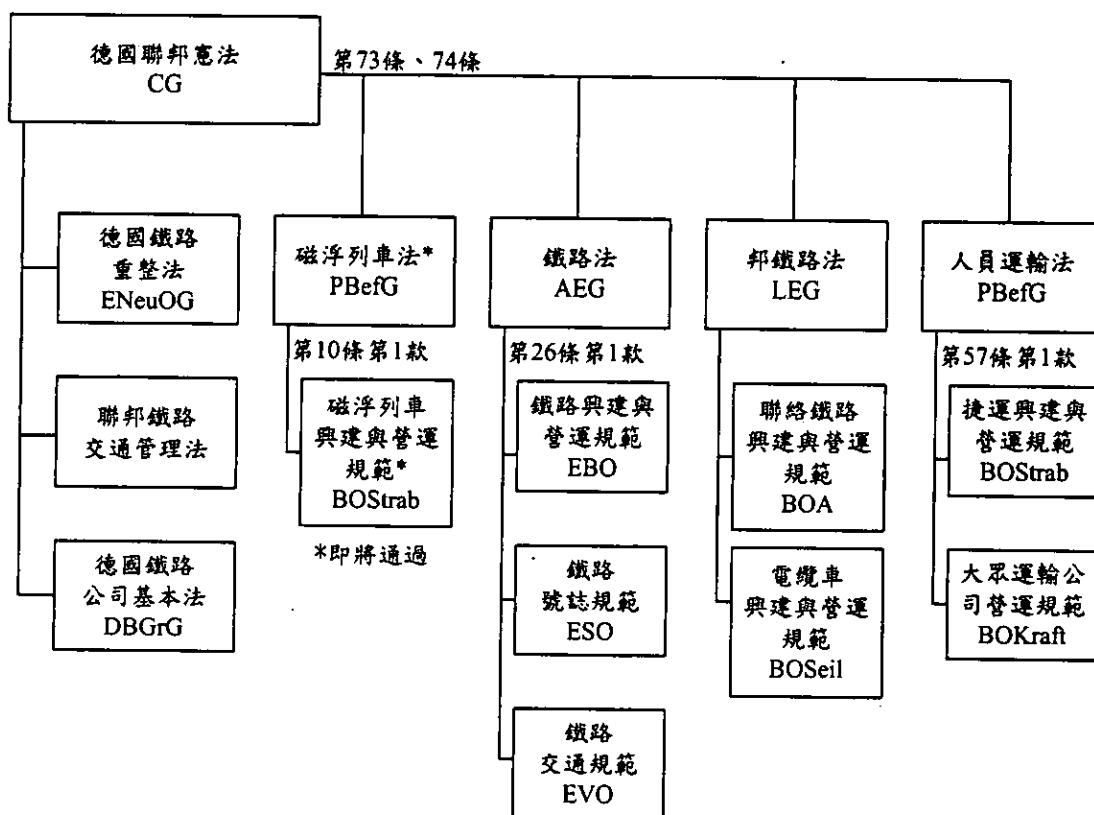 德國聯邦憲法
CG
第73條、74條
德國鐵路
重整法
ENeuOG
聯邦鐵路
交通管理法
德國鐵路
公司基本法
DBGrG
磁浮列車法*
PBefG
第10條第1款
磁浮列車
興建與營運
規範*
BOStrab
*即將通過
鐵路法
AEG
第26條第1款
鐵路興建與
營運規範
EBO
鐵路
號誌規範
ESO
鐵路
交通規範
EVO
邦鐵路法
LEG
聯絡鐵路
興建與營運
規範
BOA
電纜車
興建與營運
規範
BOSeil
人員運輸法
PBefG
第57條第1款
捷運興建與
營運規範
BOStrab
大眾運輸公
司營運規範
BOKraft